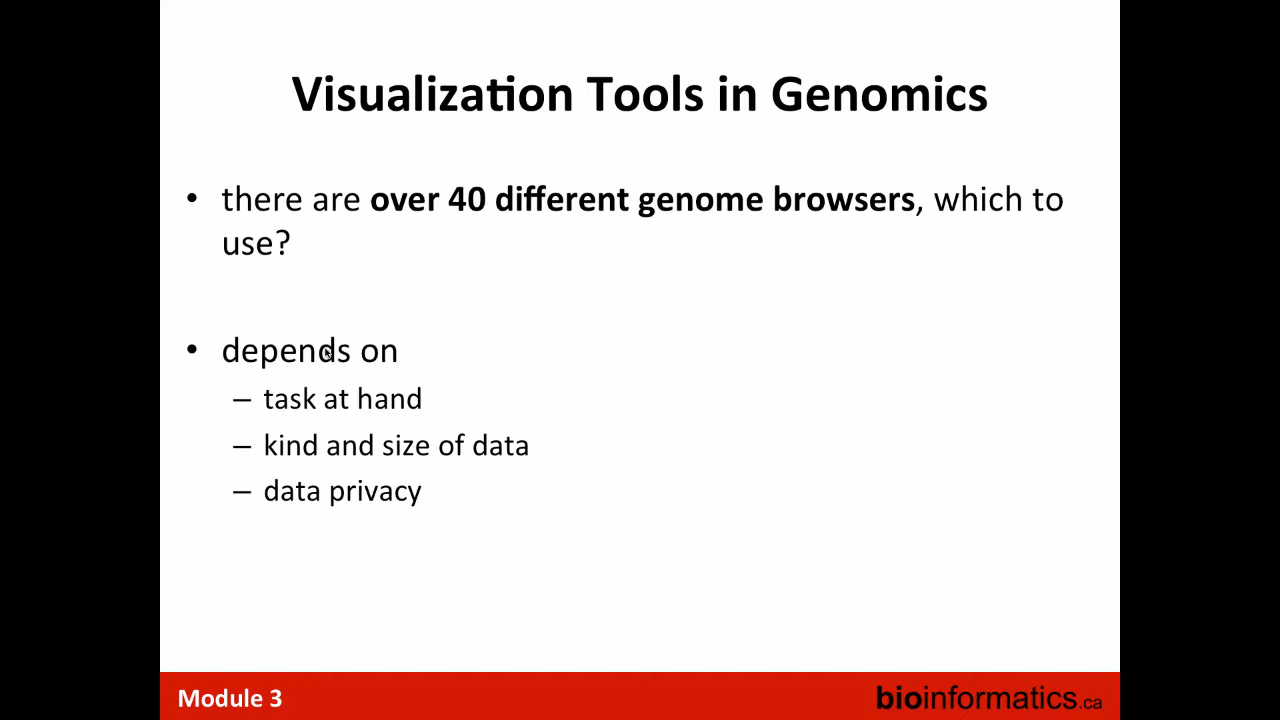 Visualization Tools in Genomics
• there are over 40 different genome browsers, which to
use?
• depends on
– task at hand
– kind and size of data
– data privacy
Module 3
bioinformatics.ca